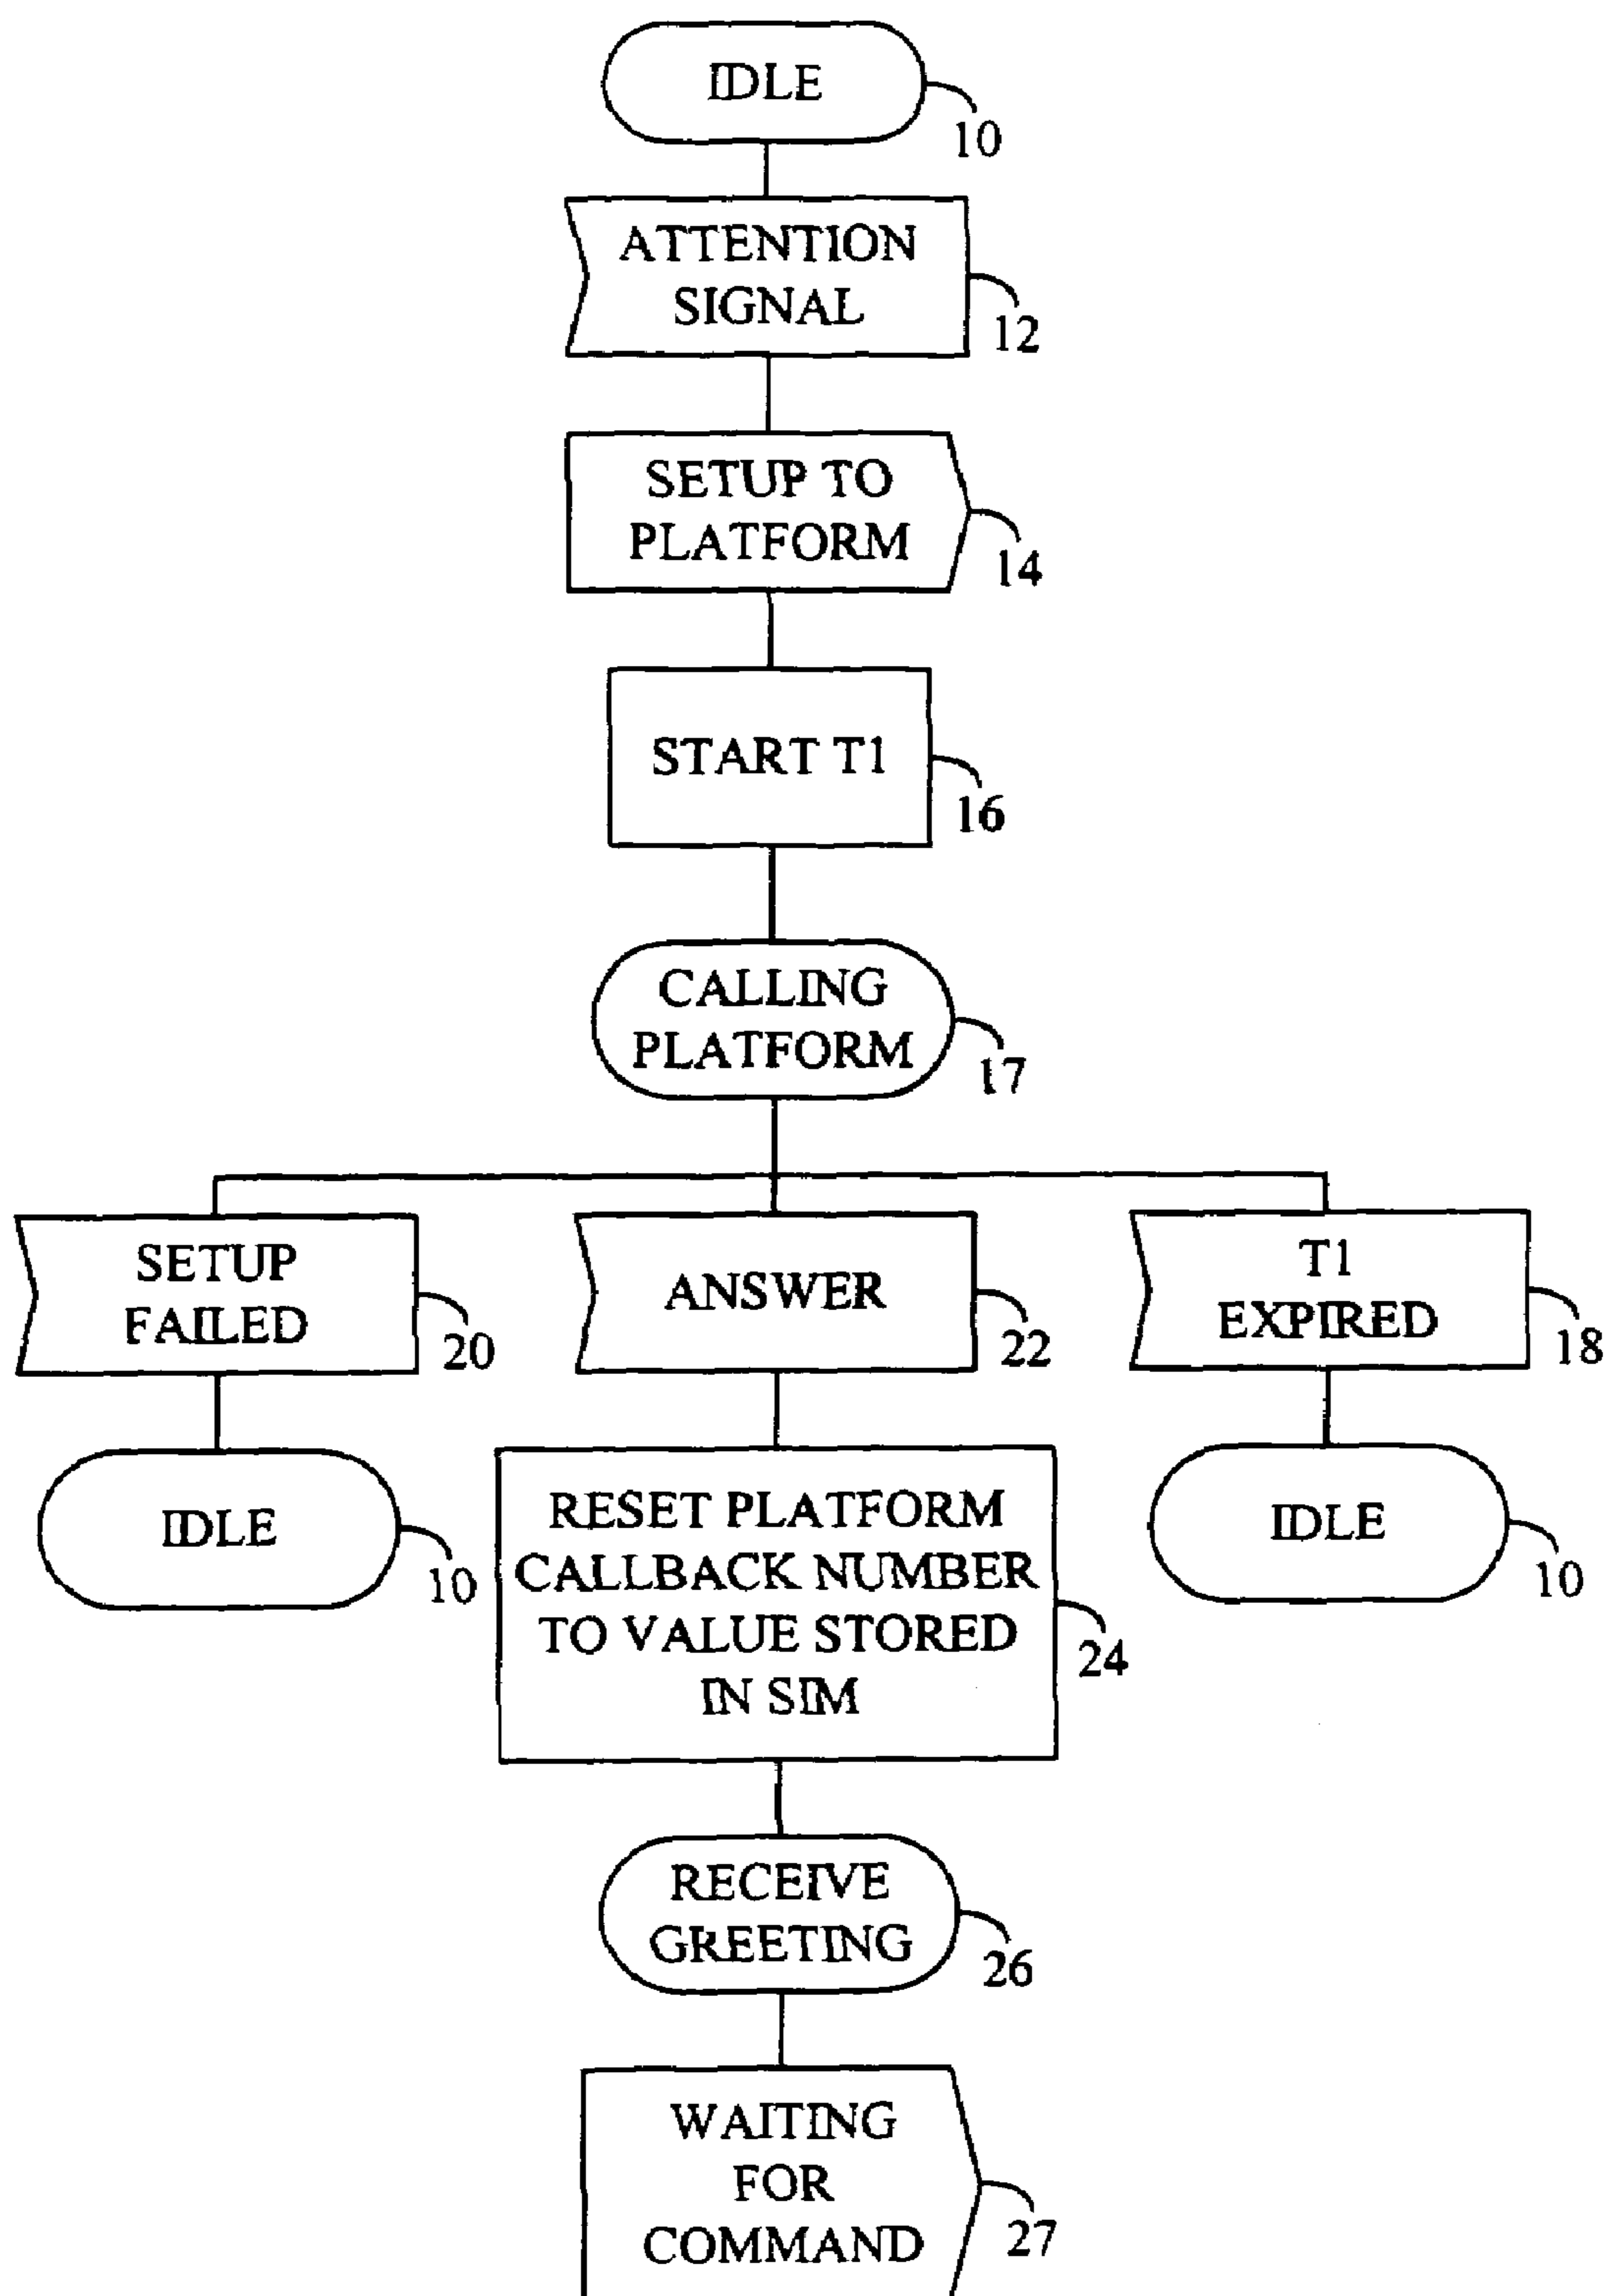 IDLE
10
ATTENTION
SIGNAL
12
SETUP TO
PLATFORM
14
START T1
16
CALLING
PLATFORM
17
SETUP
FAILED
20
ANSWER
22
T1
EXPIRED
18
IDLE
10
RESET PLATFORM
CALLBACK NUMBER
TO VALUE STORED
IN SIM
24
IDLE
10
RECEIVE
GREETING
26
WAITING
FOR
COMMAND
27